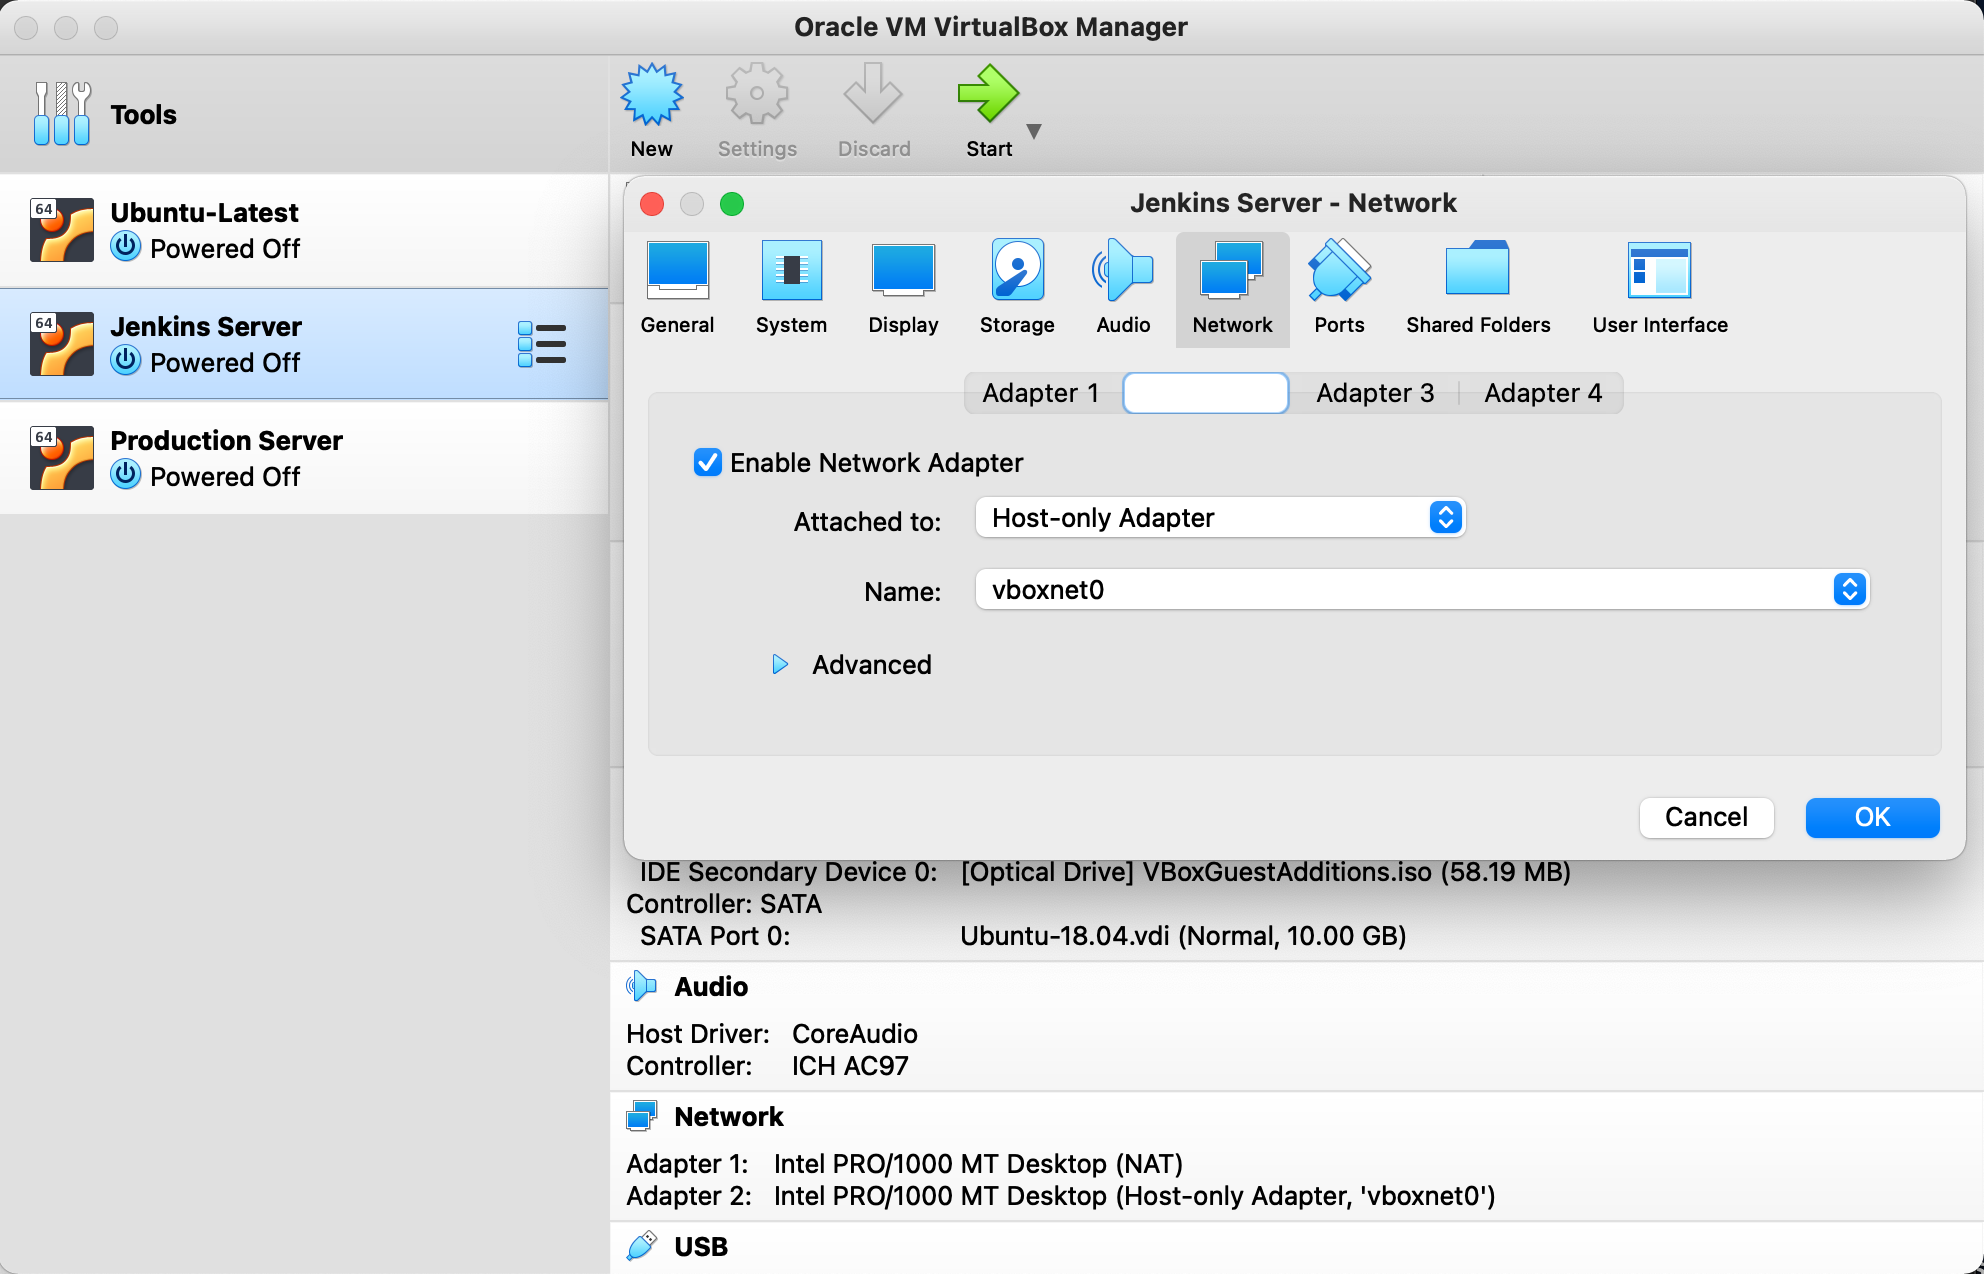 Oracle VM VirtualBox Manager
Tools
New
Settings
Discard
Start
64
Ubuntu-Latest
Powered Off
64
Jenkins Server
Powered Off
64
Production Server
Powered Off
Jenkins Server - Network
General
System
Display
Storage
Audio
Network
Ports
Shared Folders
User Interface
Adapter 1
Adapter 3
Adapter 4
Enable Network Adapter
Attached to: Host-only Adapter
Name: vboxnet0
Advanced
Cancel
OK
IDE Secondary Device 0: [Optical Drive] VBoxGuestAdditions.iso (58.19 MB)
Controller: SATA
SATA Port 0: Ubuntu-18.04.vdi (Normal, 10.00 GB)
Audio
Host Driver: CoreAudio
Controller: ICH AC97
Network
Adapter 1: Intel PRO/1000 MT Desktop (NAT)
Adapter 2: Intel PRO/1000 MT Desktop (Host-only Adapter, 'vboxnet0')
USB